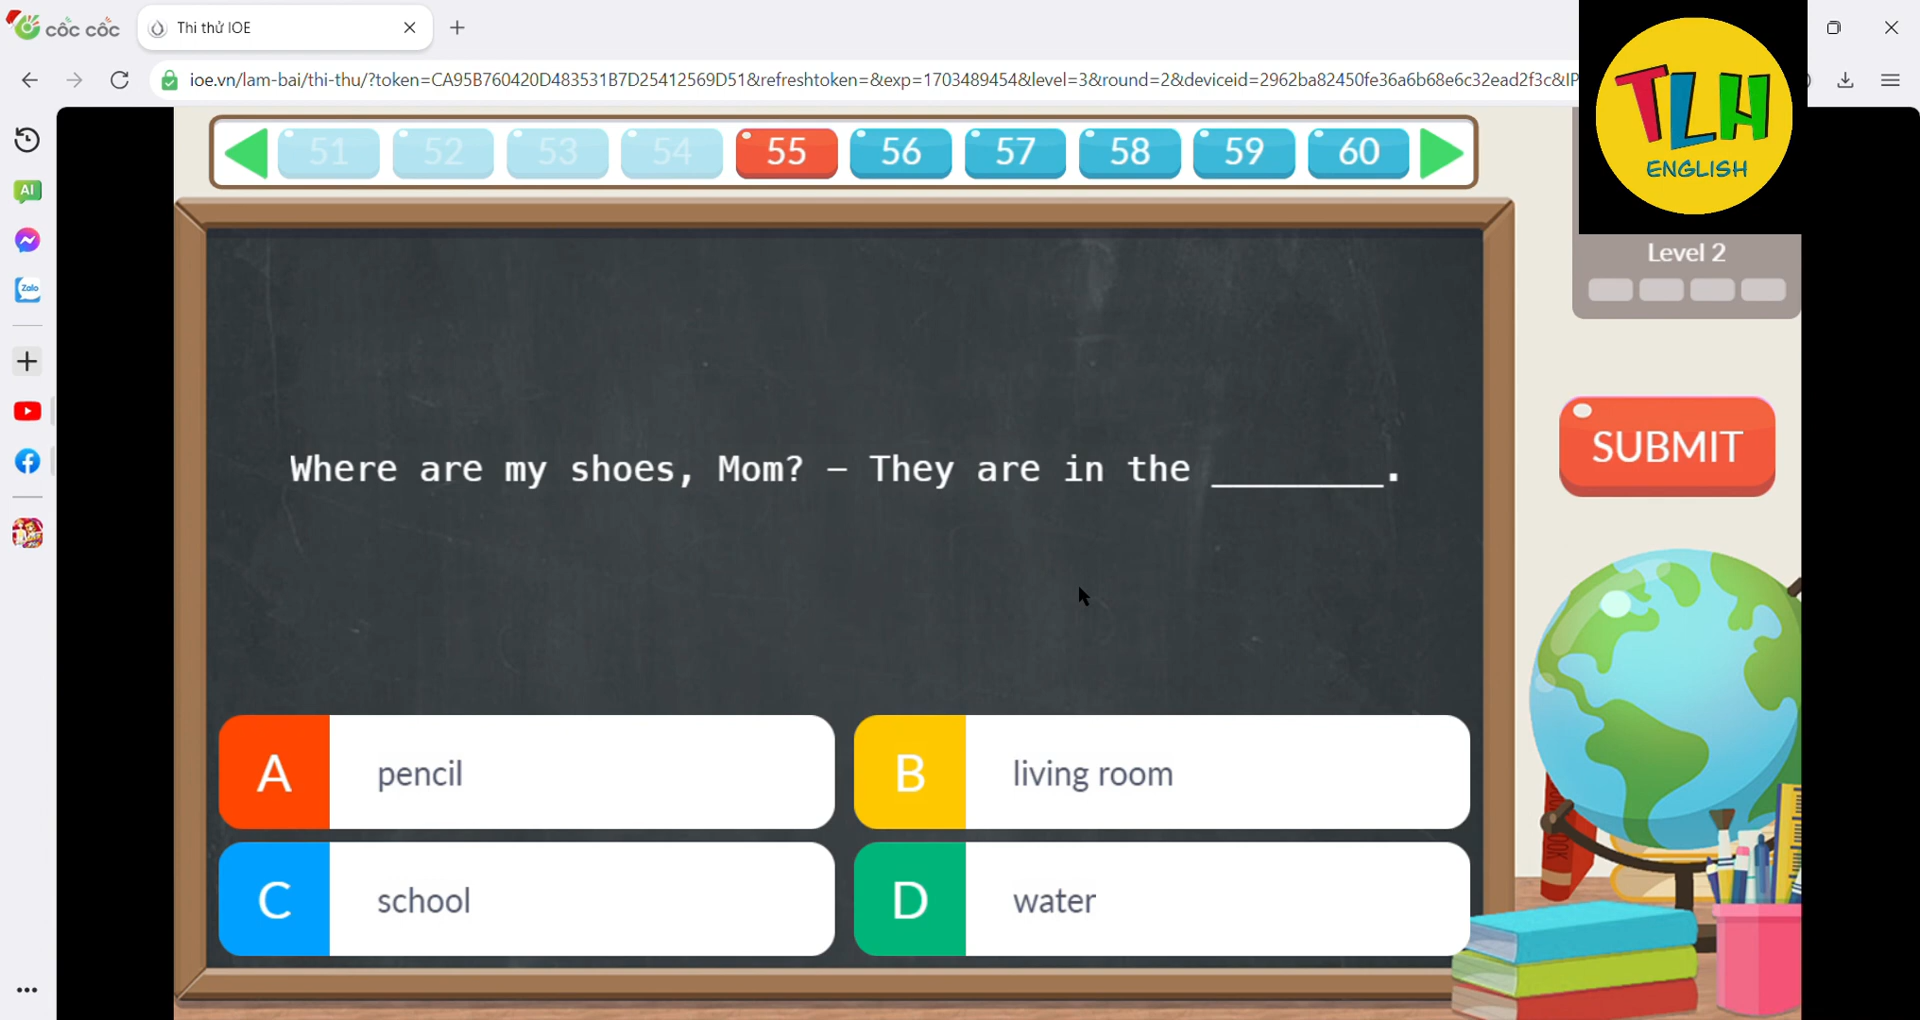 cốc cốc
Thi thử IOE
ioe.vn/lam-bai/thi-thu/?token=CA95B760420D483531B7D25412569D51&refreshtoken=&exp=1703489454&level=3&round=2&deviceid=2962ba82450fe36a6b68e6c32ead2f3c&IP
TLH
ENGLISH
AI
Zalo
51 52 53 54 55 56 57 58 59 60
Level 2
Where are my shoes, Mom? – They are in the ________.
SUBMIT
A pencil
B living room
C school
D water